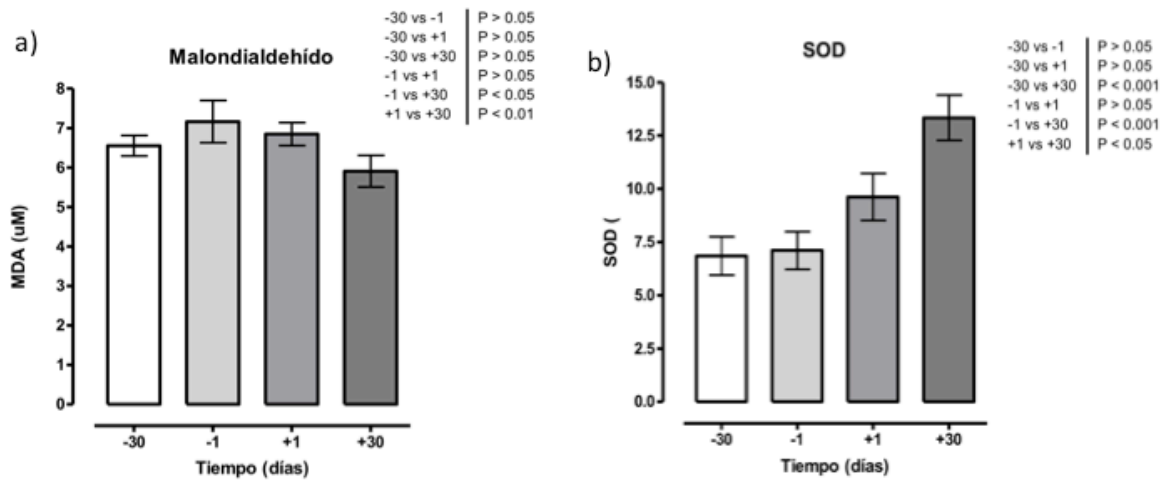 a)
Malondialdehído
-30 vs -1 P > 0.05
-30 vs +1 P > 0.05
-30 vs +30 P > 0.05
-1 vs +1 P > 0.05
-1 vs +30 P < 0.05
+1 vs +30 P < 0.01
MDA (uM)
8
7
6
5
4
3
2
1
0
-30 -1 +1 +30
Tiempo (días)
b)
SOD
-30 vs -1 P > 0.05
-30 vs +1 P > 0.05
-30 vs +30 P < 0.001
-1 vs +1 P > 0.05
-1 vs +30 P < 0.001
+1 vs +30 P < 0.05
SOD (
15.0
12.5
10.0
7.5
5.0
2.5
0.0
-30 -1 +1 +30
Tiempo (días)